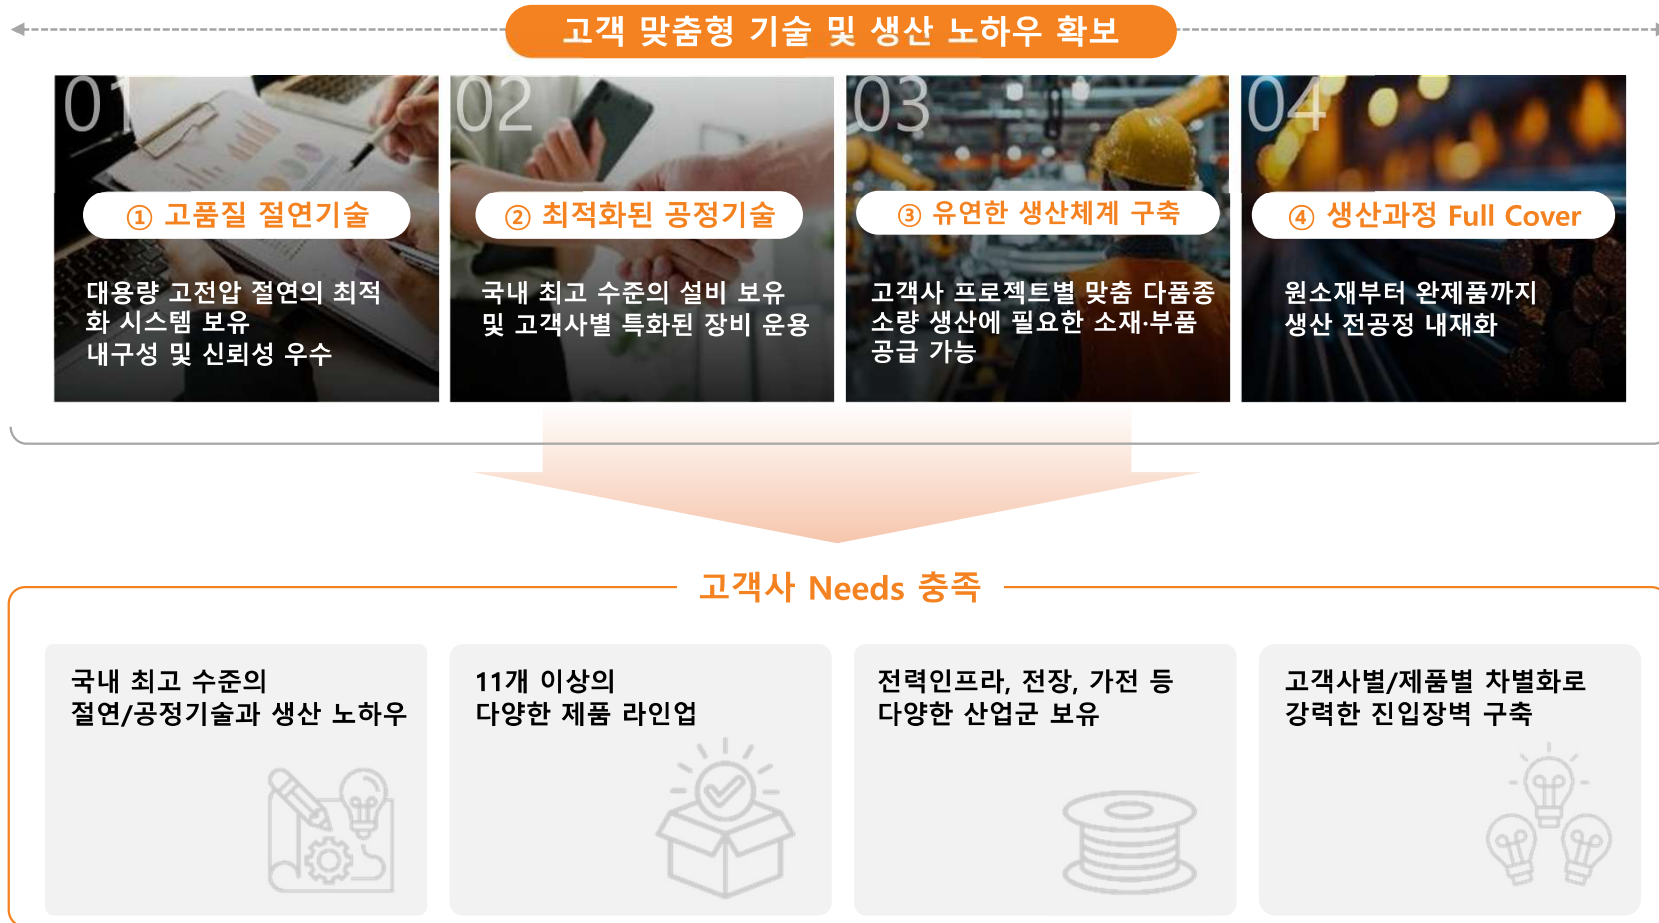 고객 맞춤형 기술 및 생산 노하우 확보
01
02
03
04
① 고품질 절연기술
② 최적화된 공정기술
③ 유연한 생산체계 구축
④ 생산과정 Full Cover
대용량 고전압 절연의 최적
화 시스템 보유
내구성 및 신뢰성 우수
국내 최고 수준의 설비 보유
및 고객사별 특화된 장비 운용
고객사 프로젝트별 맞춤 다품종
소량 생산에 필요한 소재·부품
공급 가능
원소재부터 완제품까지
생산 전공정 내재화
고객사 Needs 충족
국내 최고 수준의
절연/공정기술과 생산 노하우
11개 이상의
다양한 제품 라인업
전력인프라, 전장, 가전 등
다양한 산업군 보유
고객사별/제품별 차별화로
강력한 진입장벽 구축